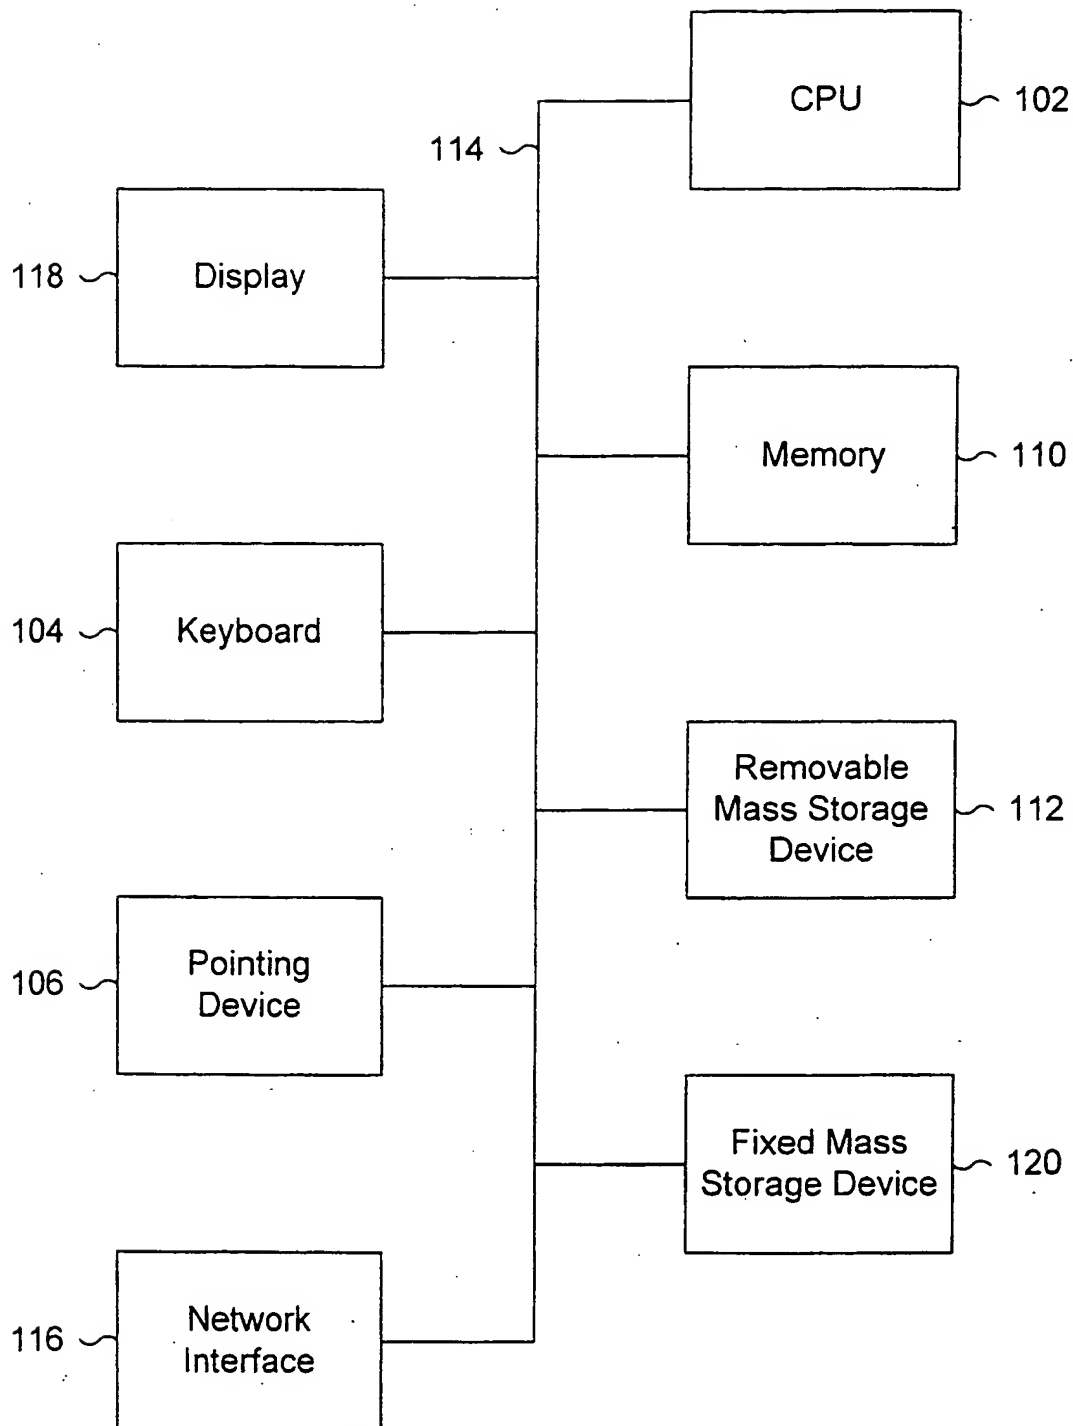 CPU
102
114
118
Display
Memory
110
104
Keyboard
Removable
Mass Storage
Device
112
106
Pointing
Device
Fixed Mass
Storage Device
120
116
Network
Interface